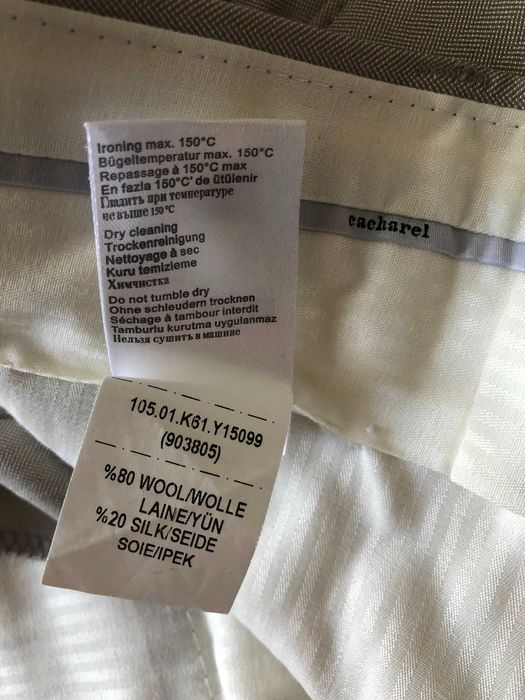 Ironing max. 150°C
Bügeltemperatur max. 150°C
Repassage à 150°C max
En fazla 150°C' de ütülenir
Гладить при температуре
не выше 150°C
cacharel
Dry cleaning
Trockenreinigung
Nettoyage à sec
Kuru temizleme
Химчистка
Do not tumble dry
Ohne schleudern trocknen
Séchage à tambour interdit
Tamburlu kurutma uygulanmaz
Нельзя сушить в машине
105.01.K61.Y15099
(903805)
%80 WOOL/WOLLE
LAINE/YÜN
%20 SILK/SEIDE
SOIE/IPEK